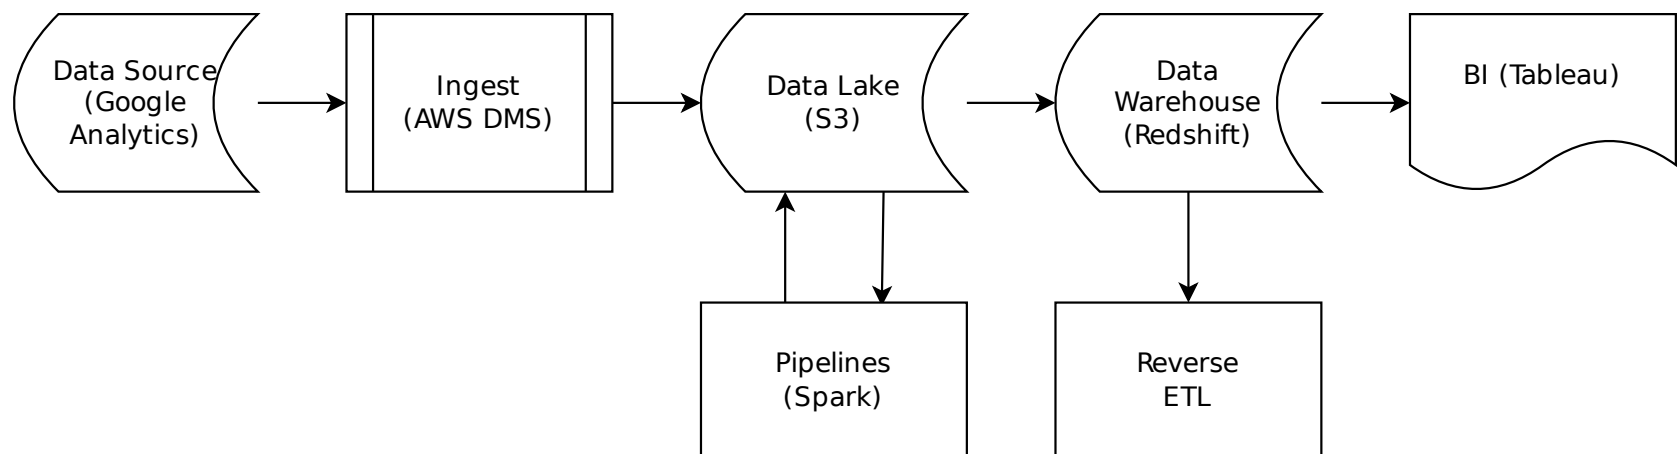 Data Source
(Google
Analytics)
Ingest
(AWS DMS)
Data Lake
(S3)
Data
Warehouse
(Redshift)
BI (Tableau)
Pipelines
(Spark)
Reverse
ETL